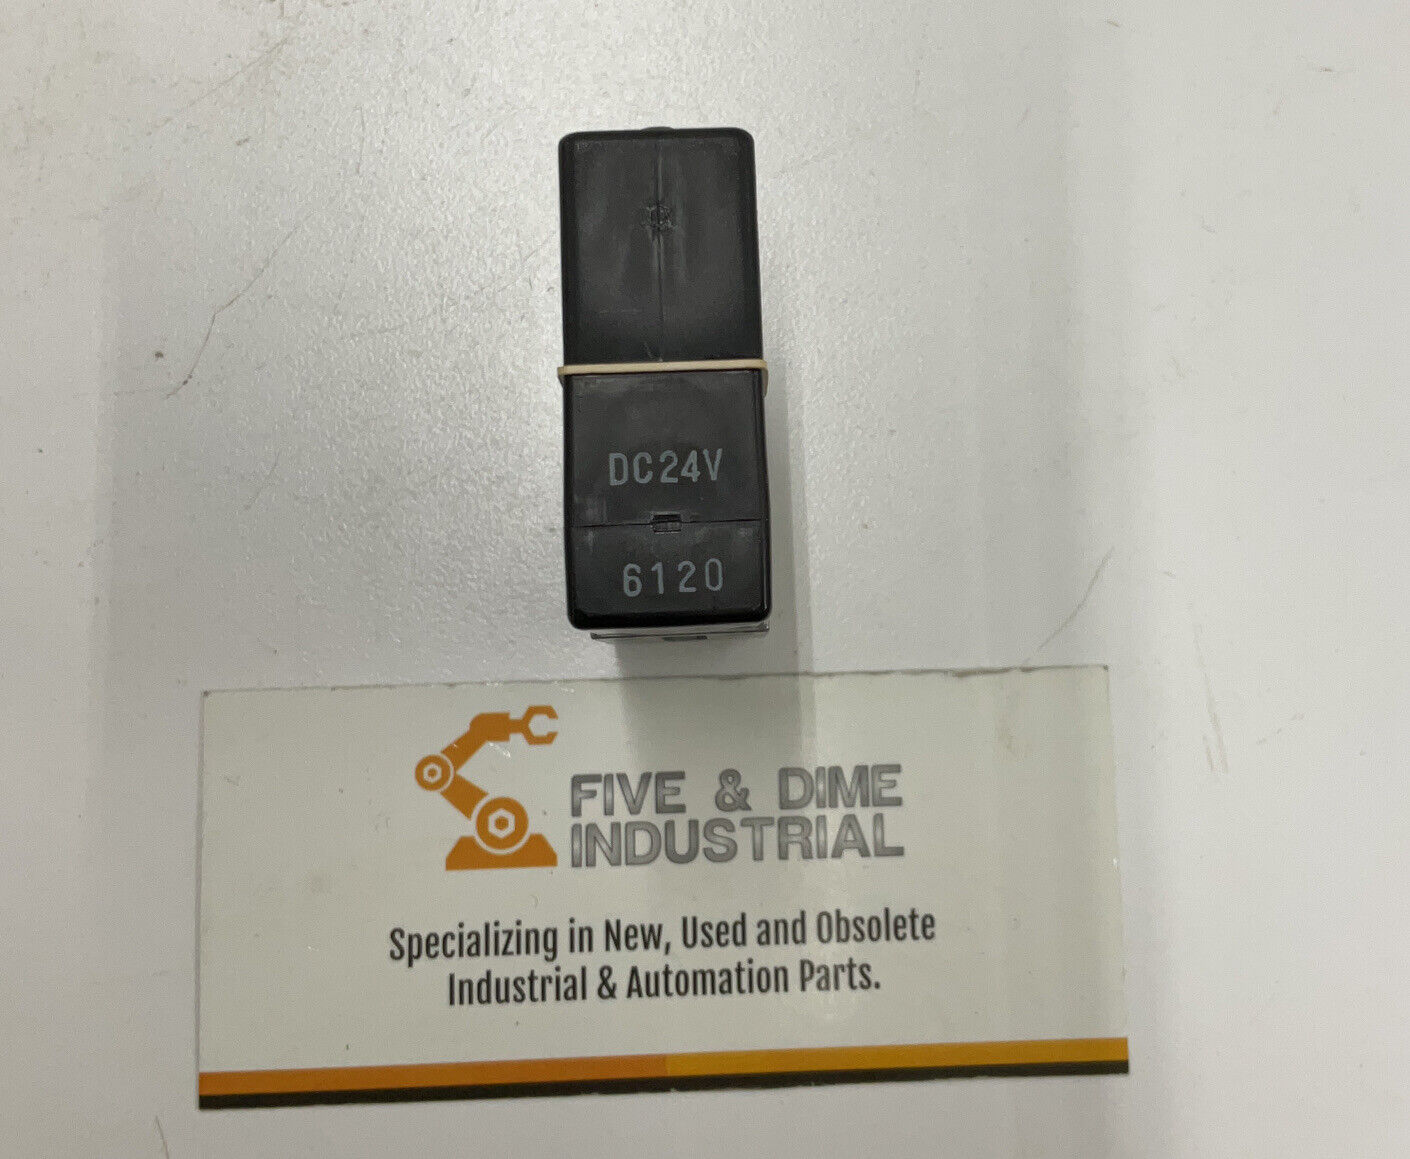 DC24V
6120
FIVE & DIME
INDUSTRIAL
Specializing in New, Used and Obsolete
Industrial & Automation Parts.